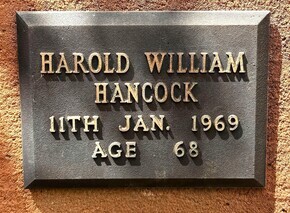 HAROLD WILLIAM
HANCOCK
11TH JAN. 1969
AGE 68